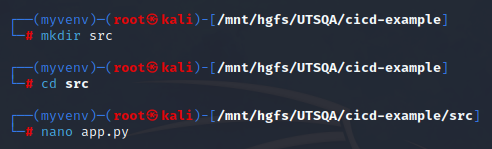 ┌──(myvenv)-(root㉿kali)-[/mnt/hgfs/UTSQA/cicd-example]
└─# mkdir src
┌──(myvenv)-(root㉿kali)-[/mnt/hgfs/UTSQA/cicd-example]
└─# cd src
┌──(myvenv)-(root㉿kali)-[/mnt/hgfs/UTSQA/cicd-example/src]
└─# nano app.py